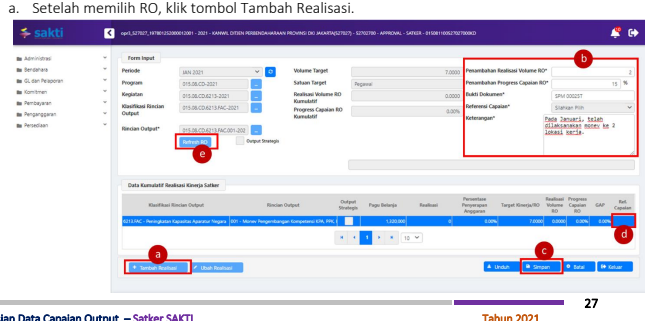 a. Setelah memilih RO, klik tombol Tambah Realisasi.
sakti
opr3_527027_197801252000012001 - 2021 - KANWIL DITJEN PERBENDAHARAAN PROVINSI DKI JAKARTA(527027) - 52702700 - APPROVAL - SATKER - 015081100527027000KD
Administrasi
Bendahara
GL dan Pelaporan
Komitmen
Pembayaran
Penganggaran
Persediaan
Form Input
Periode
JAN 2021
Program
015.08.CD-2021
Kegiatan
015.08.CD.6213-2021
Klasifikasi Rincian Output
015.08.CD.6213.FAC-2021
Rincian Output*
015.08.CD.6213.FAC.001-202
Refresh RO
Output Strategis
e
Volume Target
7.0000
Satuan Target
Pegawai
Realisasi Volume RO Kumulatif
0.0000
Progress Capaian RO Kumulatif
0.00%
b
Penambahan Realisasi Volume RO*
2
Penambahan Progress Capaian RO*
15 %
Bukti Dokumen*
SPM 00025T
Referensi Capaian*
Silahkan Pilih
Keterangan*
Pada Januari, telah
dilaksanakan monev ke 2
lokasi kerja.
Data Kumulatif Realisasi Kinerja Satker
Klasifikasi Rincian Output
Rincian Output
Output Strategis
Pagu Belanja
Realisasi
Persentase Penyerapan Anggaran
Target Kinerja/RO
Realisasi Volume RO
Progress Capaian RO
GAP
Ref. Capaian
6213.FAC - Peningkatan Kapasitas Aparatur Negara
001 - Monev Pengembangan Kompetensi KPA, PPK,
1,320,000
0
0.00%
7.0000
0.0000
0.00%
0.00%
d
1
10
a
c
Tambah Realisasi
Ubah Realisasi
Unduh
Simpan
Batal
Keluar
27
sian Data Capaian Output – Satker SAKTI
Tahun 2021